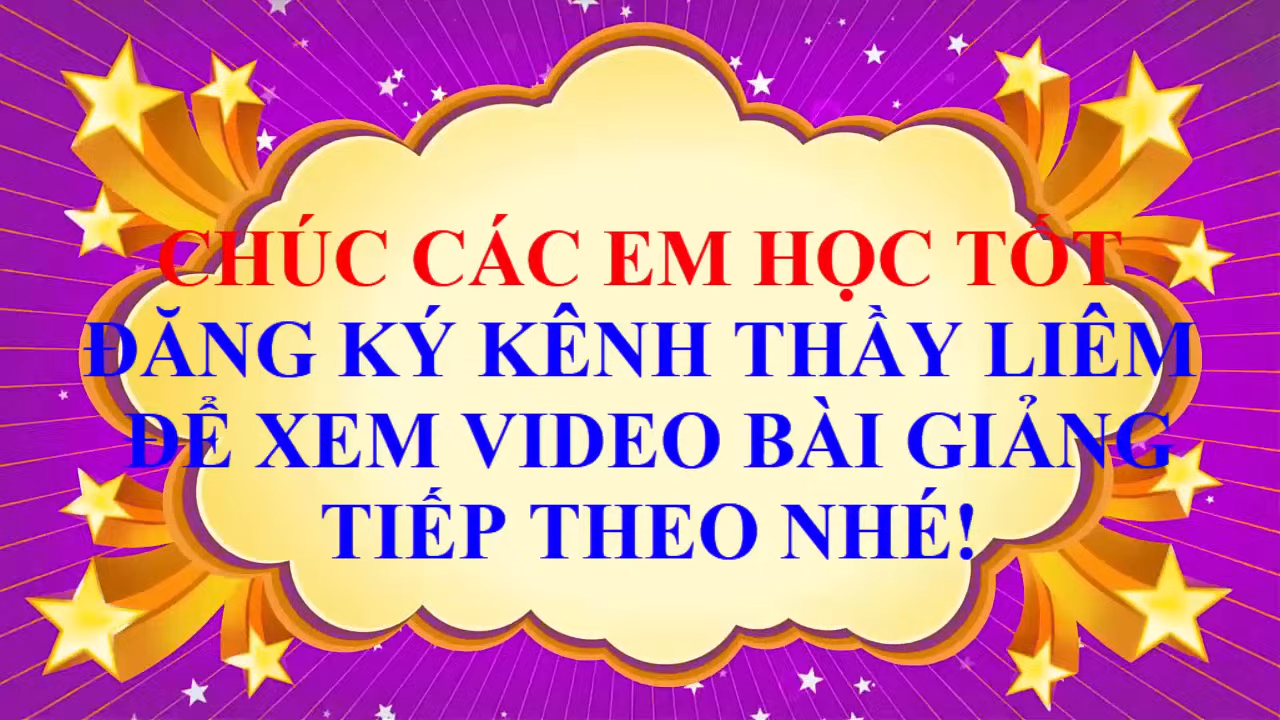 CHÚC CÁC EM HỌC TỐT
ĐĂNG KÝ KÊNH THẦY LIÊM
ĐỂ XEM VIDEO BÀI GIẢNG
TIẾP THEO NHÉ!